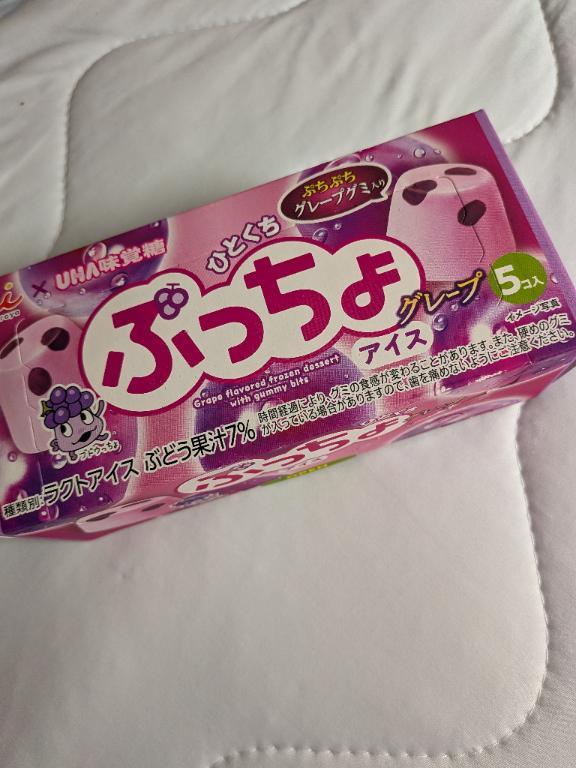 ぷちぷち
グレープグミ入り
× UHA味覚糖
ひとくち
ぷっちょ
グレープ
アイス
5コ入
イメージ写真
Grape flavored frozen dessert
with gummy bits
時間経過により、グミの食感が変わることがあります。また、硬めのグミ
が入っている場合がありますので、歯を痛めないようにご注意ください。
種類別:ラクトアイス ぶどう果汁7%
ぷっちょ